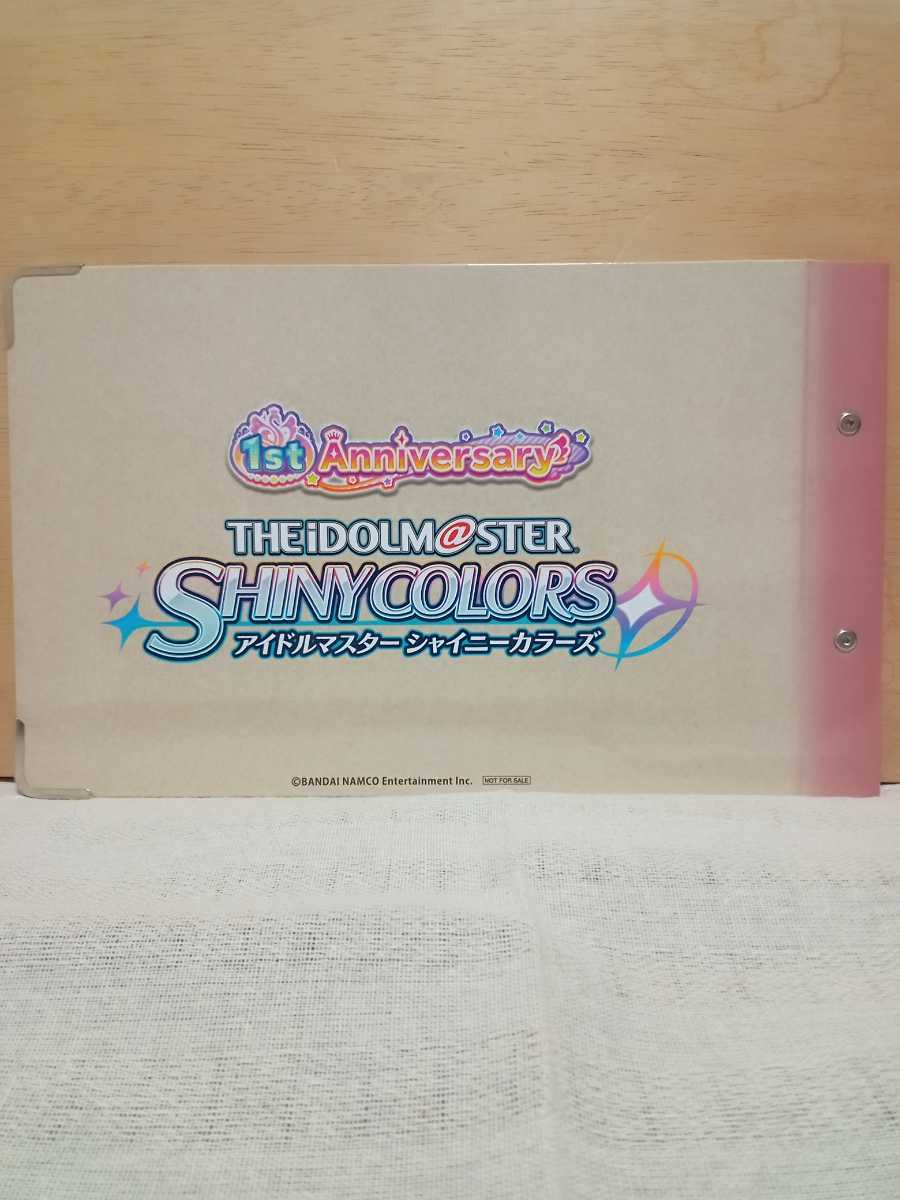 1st Anniversary
THE iDOLM@STER
SHINY COLORS
アイドルマスター シャイニーカラーズ
©BANDAI NAMCO Entertainment Inc. NOT FOR SALE